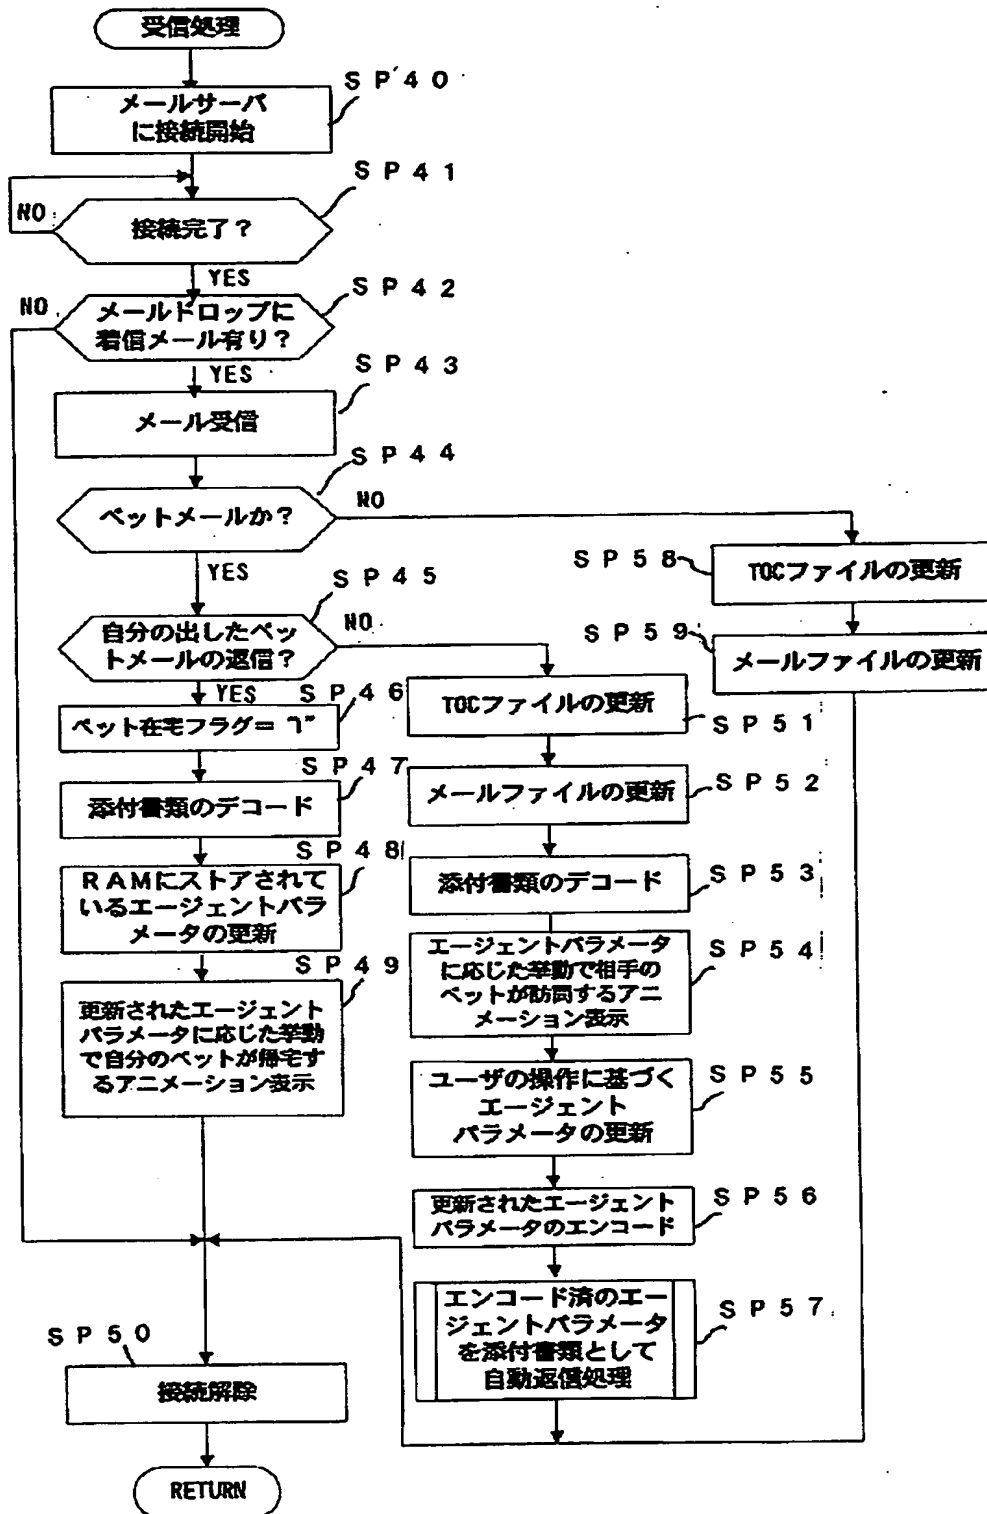 受信処理
SP40
メールサーバ
に接続開始
SP41
NO
接続完了?
YES
SP42
NO
メールドロップに
着信メール有り?
YES
SP43
メール受信
SP44
ペットメールか?
NO
YES
SP58
TOCファイルの更新
SP45
自分の出したペッ
トメールの返信?
NO
SP59
メールファイルの更新
YES
SP46
ペット在宅フラグ="1"
TOCファイルの更新
SP51
SP47
添付書類のデコード
メールファイルの更新
SP52
SP48
RAMにストアされて
いるエージェントパラ
メータの更新
添付書類のデコード
SP53
SP49
更新されたエージェント
パラメータに応じた挙動
で自分のペットが帰宅す
るアニメーション表示
エージェントパラメータ
に応じた挙動で相手の
ペットが訪問するアニ
メーション表示
SP54
ユーザの操作に基づく
エージェント
パラメータの更新
SP55
更新されたエージェント
パラメータのエンコード
SP56
エンコード済のエー
ジェントパラメータ
を添付書類として
自動返信処理
SP57
SP50
接続解除
RETURN